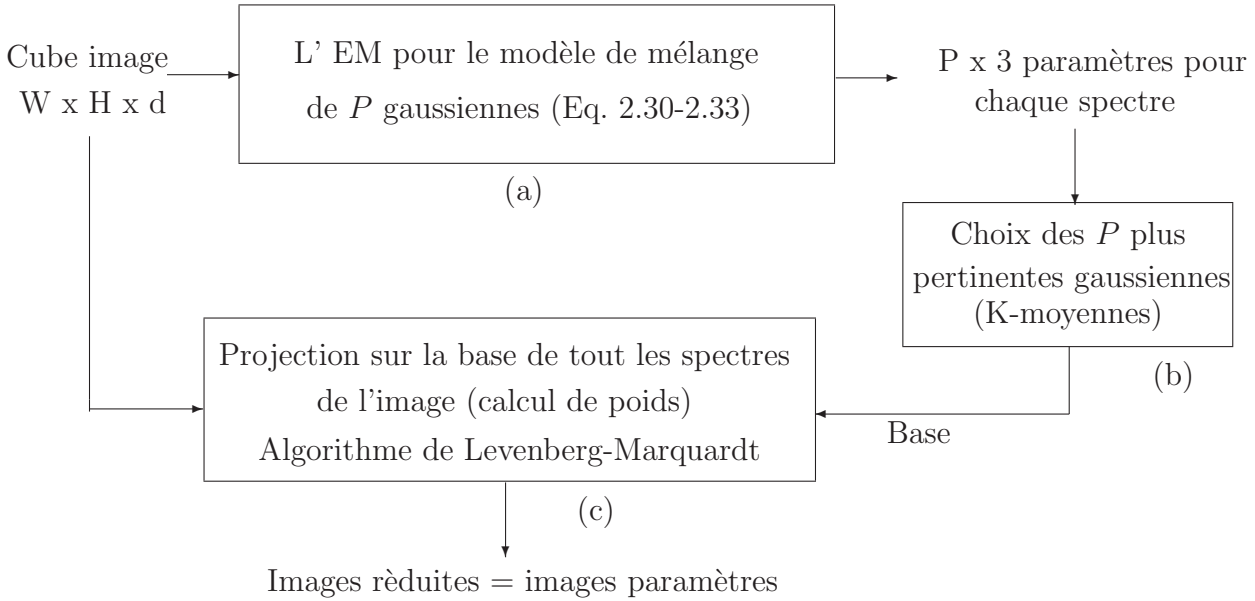 Cube image
W x H x d
L' EM pour le modèle de mélange
de P gaussiennes (Eq. 2.30-2.33)
(a)
P x 3 paramètres pour
chaque spectre
Choix des P plus
pertinentes gaussiennes
(K-moyennes)
(b)
Projection sur la base de tout les spectres
de l'image (calcul de poids)
Algorithme de Levenberg-Marquardt
Base
(c)
Images rèduites = images paramètres